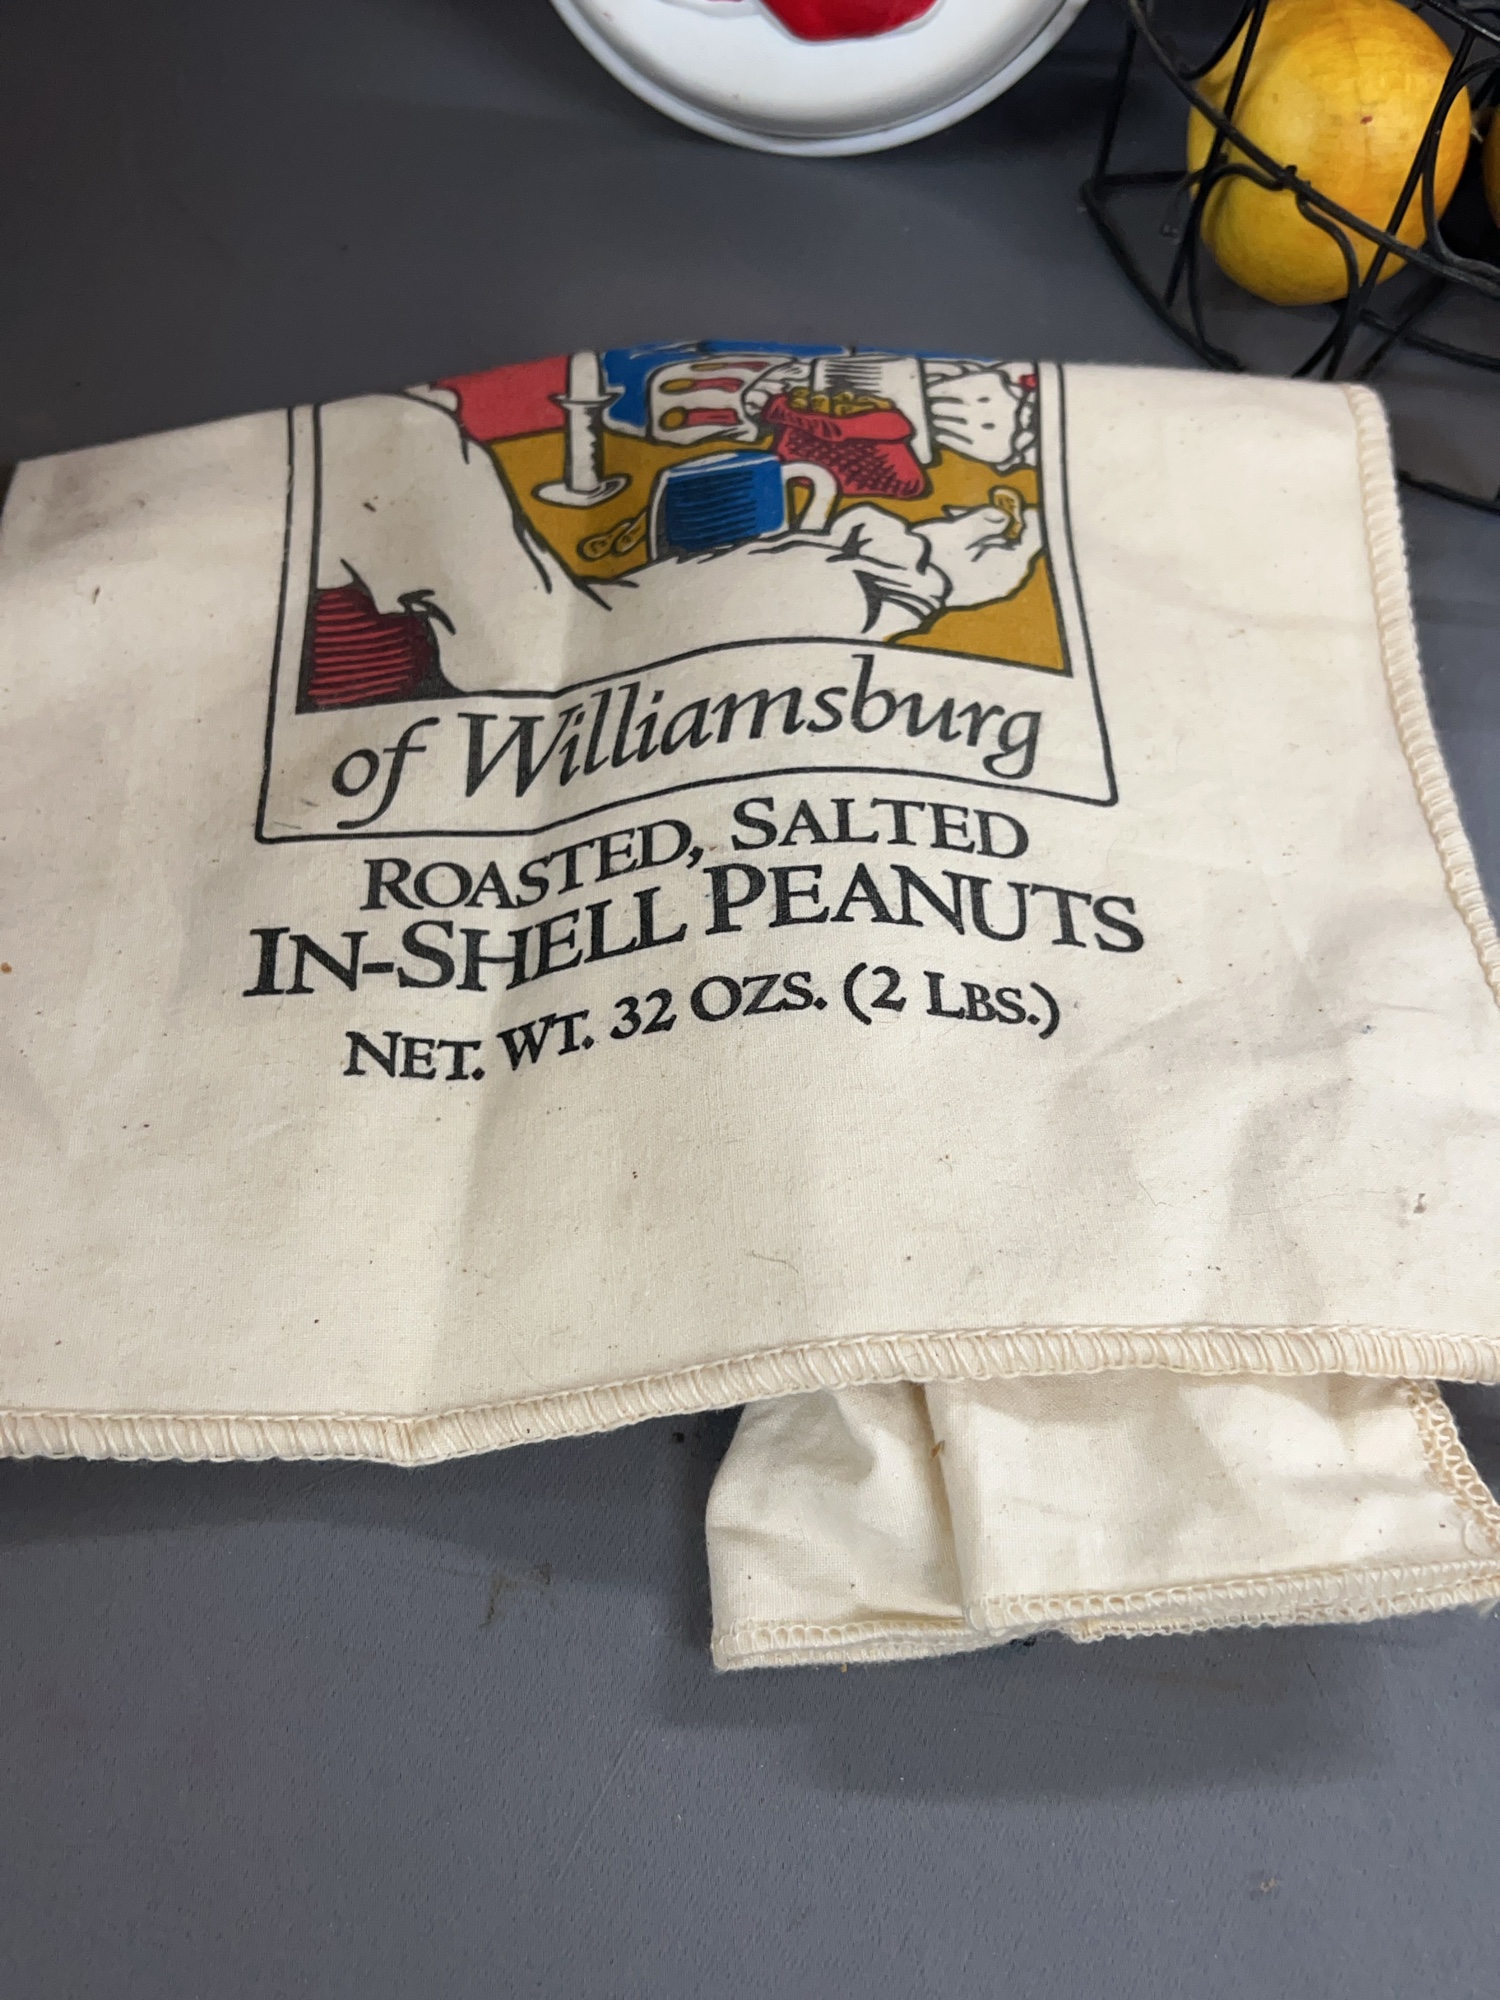 of Williamsburg
ROASTED, SALTED
IN-SHELL PEANUTS
NET. WT. 32 OZS. (2 LBS.)